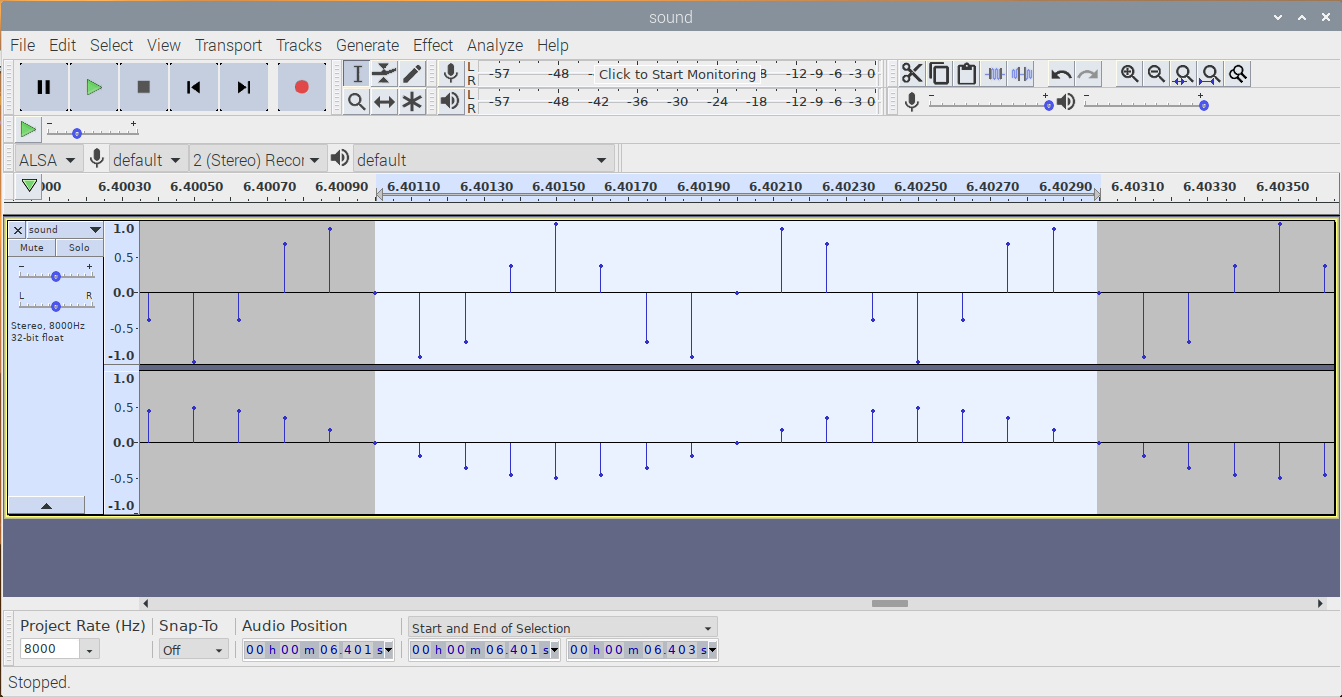 sound
File Edit Select View Transport Tracks Generate Effect Analyze Help
L
R
-57 -48 - Click to Start Monitoring 8 -12 -9 -6 -3 0
L
R
-57 -48 -42 -36 -30 -24 -18 -12 -9 -6 -3 0
- +
- +
- +
ALSA default 2 (Stereo) Recor default
00 6.40030 6.40050 6.40070 6.40090 6.40110 6.40130 6.40150 6.40170 6.40190 6.40210 6.40230 6.40250 6.40270 6.40290 6.40310 6.40330 6.40350
sound
Mute Solo
- +
L R
Stereo, 8000Hz
32-bit float
1.0
0.5-
0.0-
-0.5-
-1.0
1.0
0.5-
0.0-
-0.5-
-1.0
Project Rate (Hz) Snap-To Audio Position Start and End of Selection
8000 Off 00 h 00 m 06.401 s 00 h 00 m 06.401 s 00 h 00 m 06.403 s
Stopped.